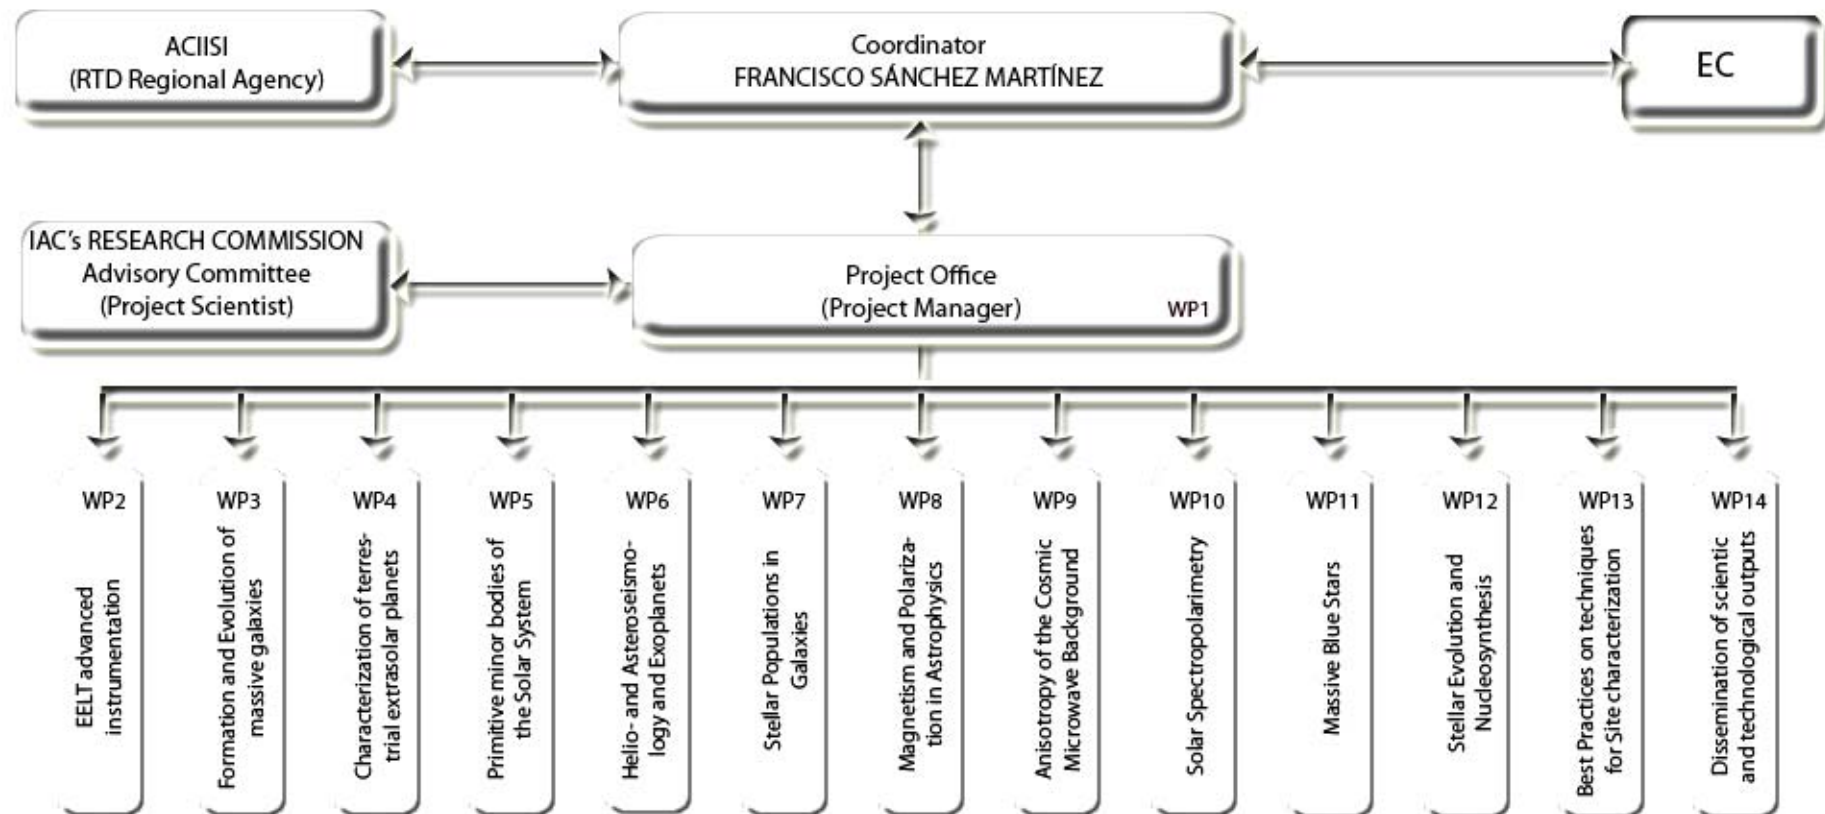 ACIISI
(RTD Regional Agency)
Coordinator
FRANCISCO SÁNCHEZ MARTÍNEZ
EC
IAC's RESEARCH COMMISSION
Advisory Committee
(Project Scientist)
Project Office
(Project Manager)
WP1
WP2
EELT advanced
instrumentation
WP3
Formation and Evolution of
massive galaxies
WP4
Characterization of terres-
trial extrasolar planets
WP5
Primitive minor bodies of
the Solar System
WP6
Helio- and Asteroseismo-
logy and Exoplanets
WP7
Stellar Populations in
Galaxies
WP8
Magnetism and Polariza-
tion in Astrophysics
WP9
Anisotropy of the Cosmic
Microwave Background
WP10
Solar Spectropolarimetry
WP11
Massive Blue Stars
WP12
Stellar Evolution and
Nucleosynthesis
WP13
Best Practices on techniques
for Site characterization
WP14
Dissemination of scientic
and technological outputs